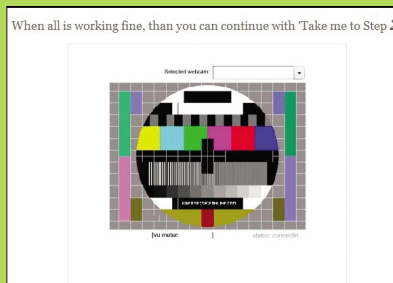 When all is working fine, than you can continue with 'Take me to Step 2
Selected webcam:
[vu meter: ]
status: connectin...